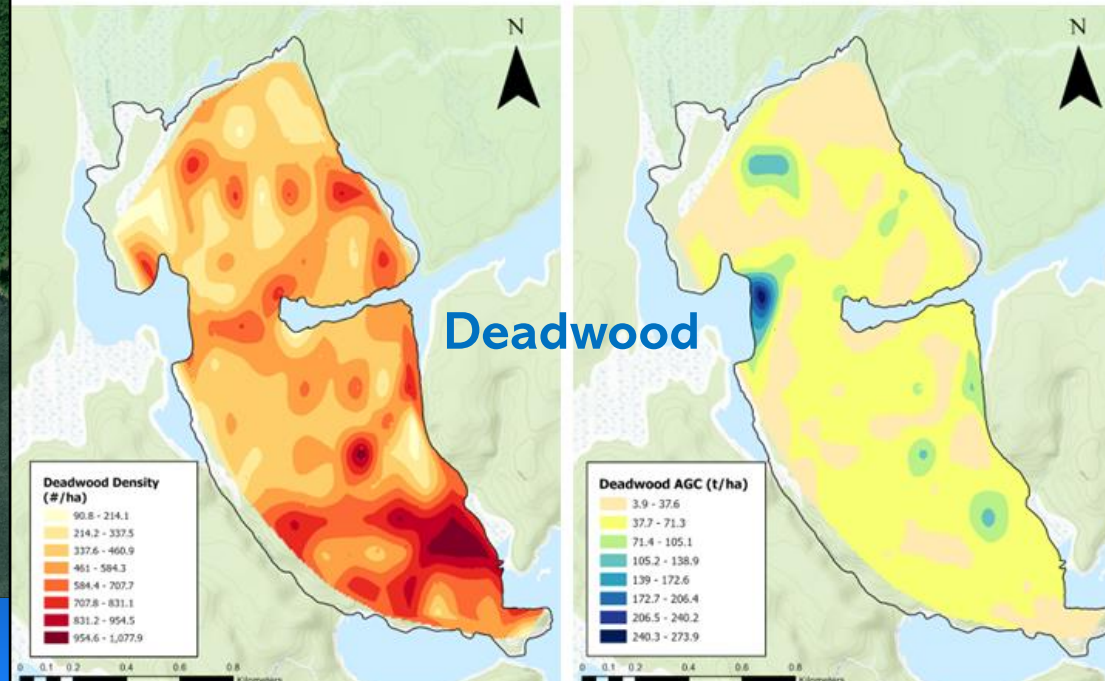 N
N
Deadwood
Deadwood Density
(#/ha)
90.8 - 214.1
214.2 - 337.5
337.6 - 460.9
461 - 584.3
584.4 - 707.7
707.8 - 831.1
831.2 - 954.5
954.6 - 1,077.9
0 0.1 0.2 0.4 0.6 0.8
Kilometers
Deadwood AGC (t/ha)
3.9 - 37.6
37.7 - 71.3
71.4 - 105.1
105.2 - 138.9
139 - 172.6
172.7 - 206.4
206.5 - 240.2
240.3 - 273.9
0 0.1 0.2 0.4 0.6 0.8
Kilometers